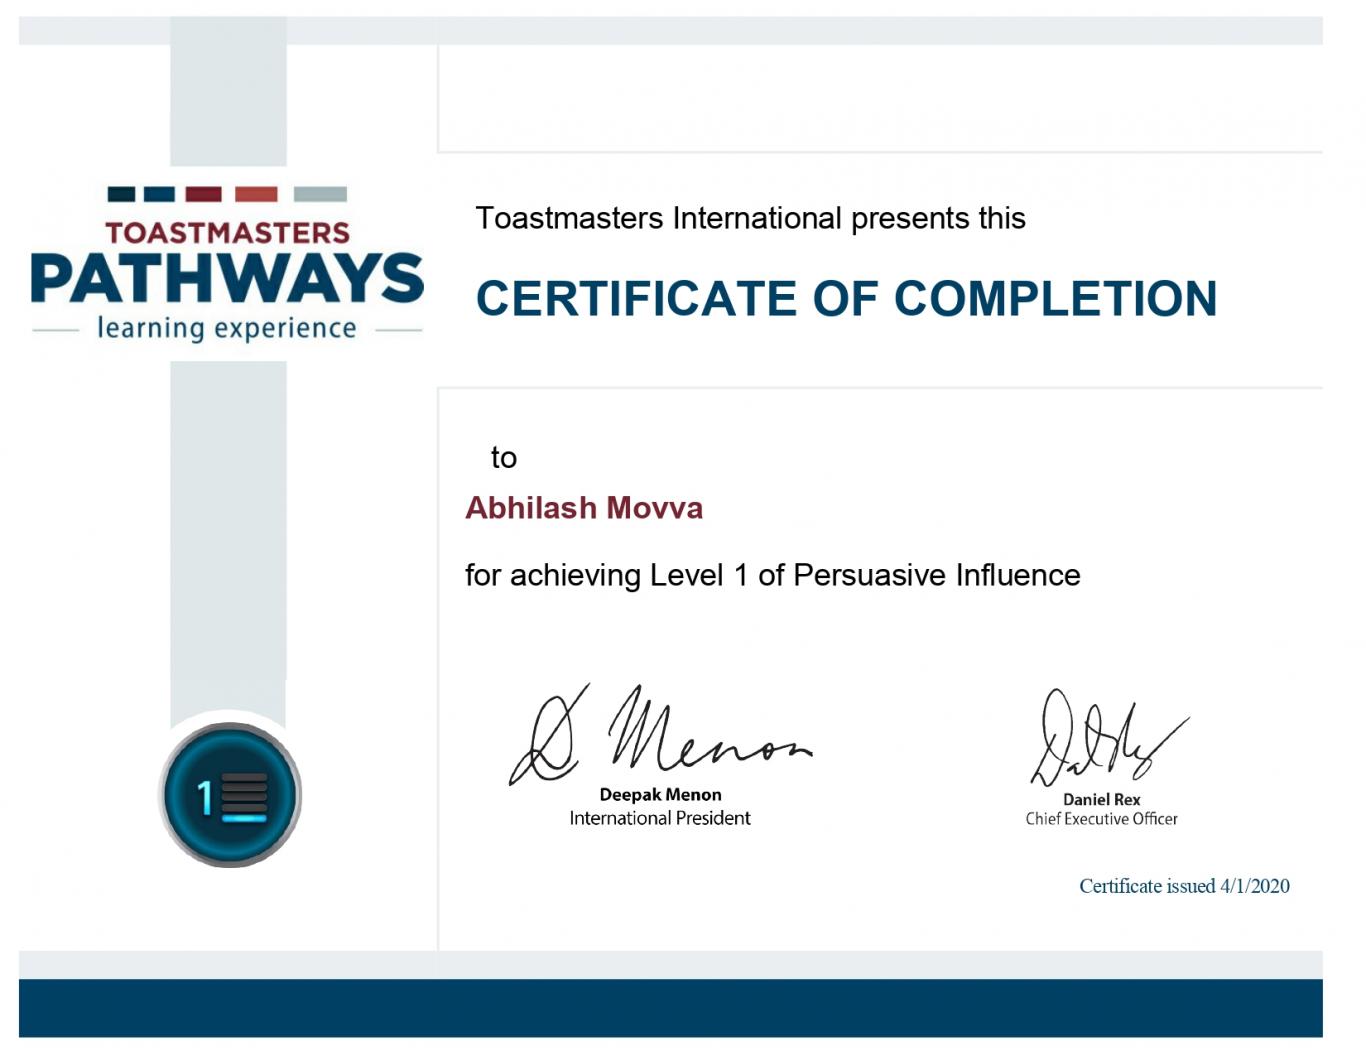 TOASTMASTERS
PATHWAYS
learning experience
Toastmasters International presents this
CERTIFICATE OF COMPLETION
to
Abhilash Movva
for achieving Level 1 of Persuasive Influence
D Menon
Deepak Menon
International President
Daniel Rex
Chief Executive Officer
1
Certificate issued 4/1/2020